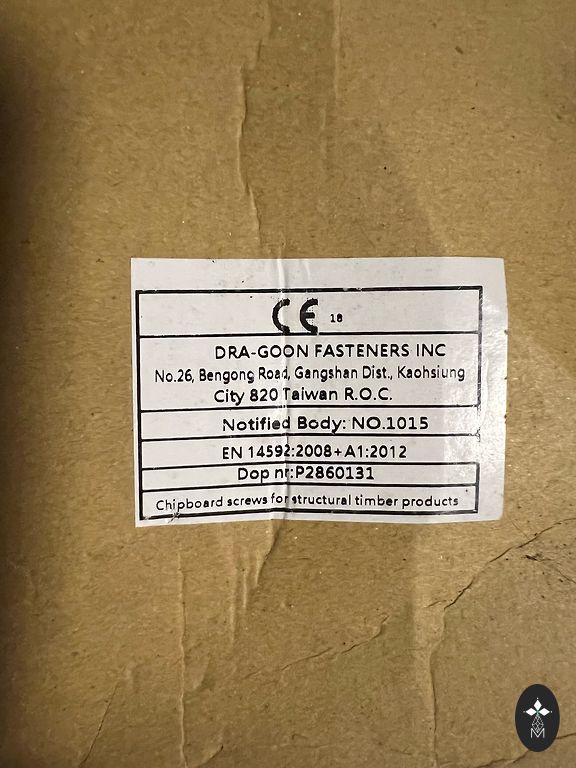 CE 18
DRA-GOON FASTENERS INC
No.26, Bengong Road, Gangshan Dist., Kaohsiung
City 820 Taiwan R.O.C.
Notified Body: NO.1015
EN 14592:2008+A1:2012
Dop nr:P2860131
Chipboard screws for structural timber products
M